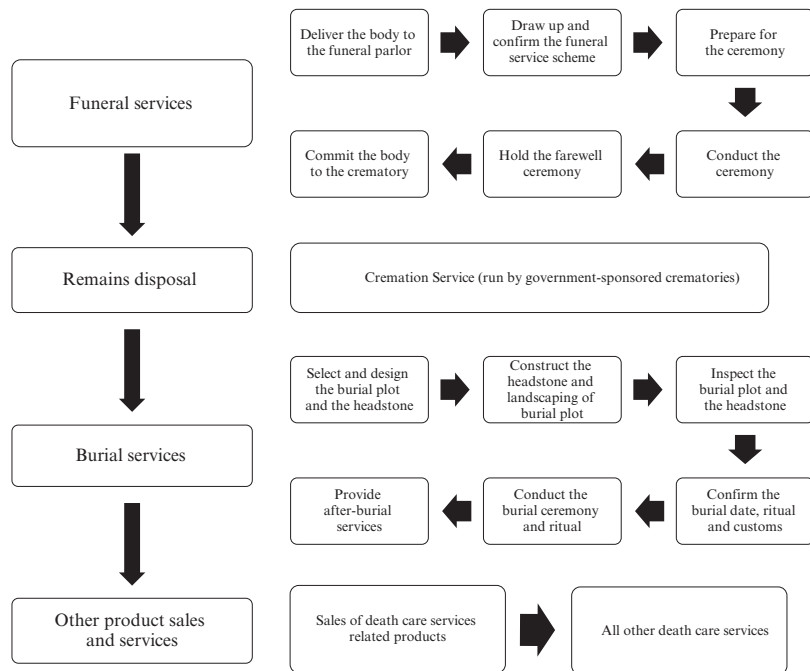 Funeral services
Deliver the body to
the funeral parlor
Draw up and
confirm the funeral
service scheme
Prepare for
the ceremony
Conduct the
ceremony
Hold the farewell
ceremony
Commit the body
to the crematory
Remains disposal
Cremation Service (run by government-sponsored crematories)
Burial services
Select and design
the burial plot
and the headstone
Construct the
headstone and
landscaping of
burial plot
Inspect the
burial plot and
the headstone
Confirm the
burial date, ritual
and customs
Conduct the
burial ceremony
and ritual
Provide
after-burial
services
Other product sales
and services
Sales of death care services
related products
All other death care services